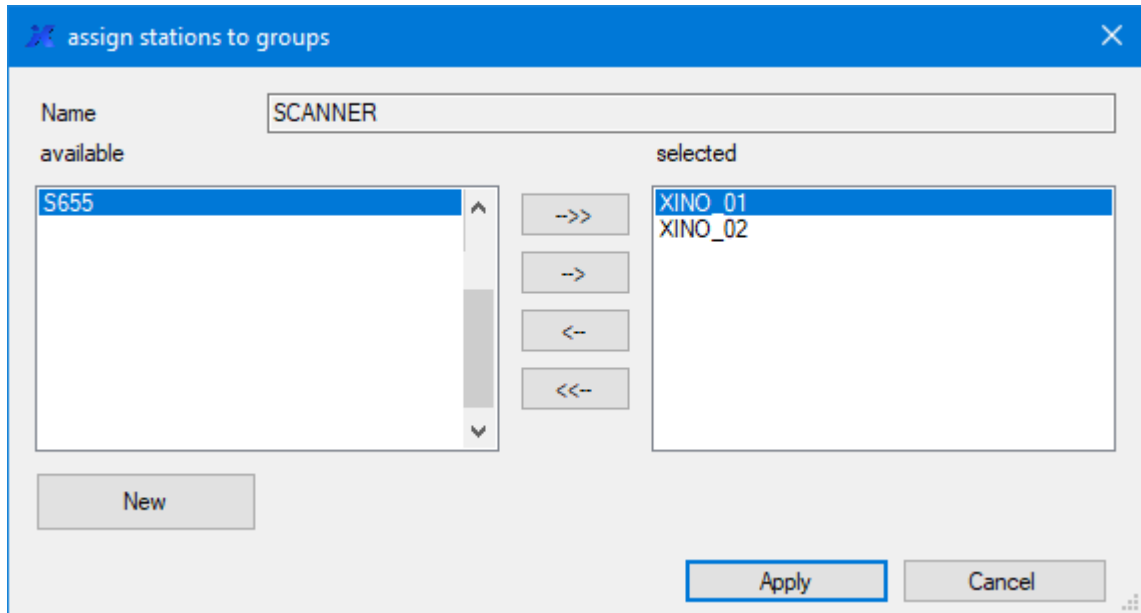 assign stations to groups
Name
SCANNER
available
selected
S655
XINO_01
XINO_02
-->>
-->
<--
<<--
New
Apply
Cancel